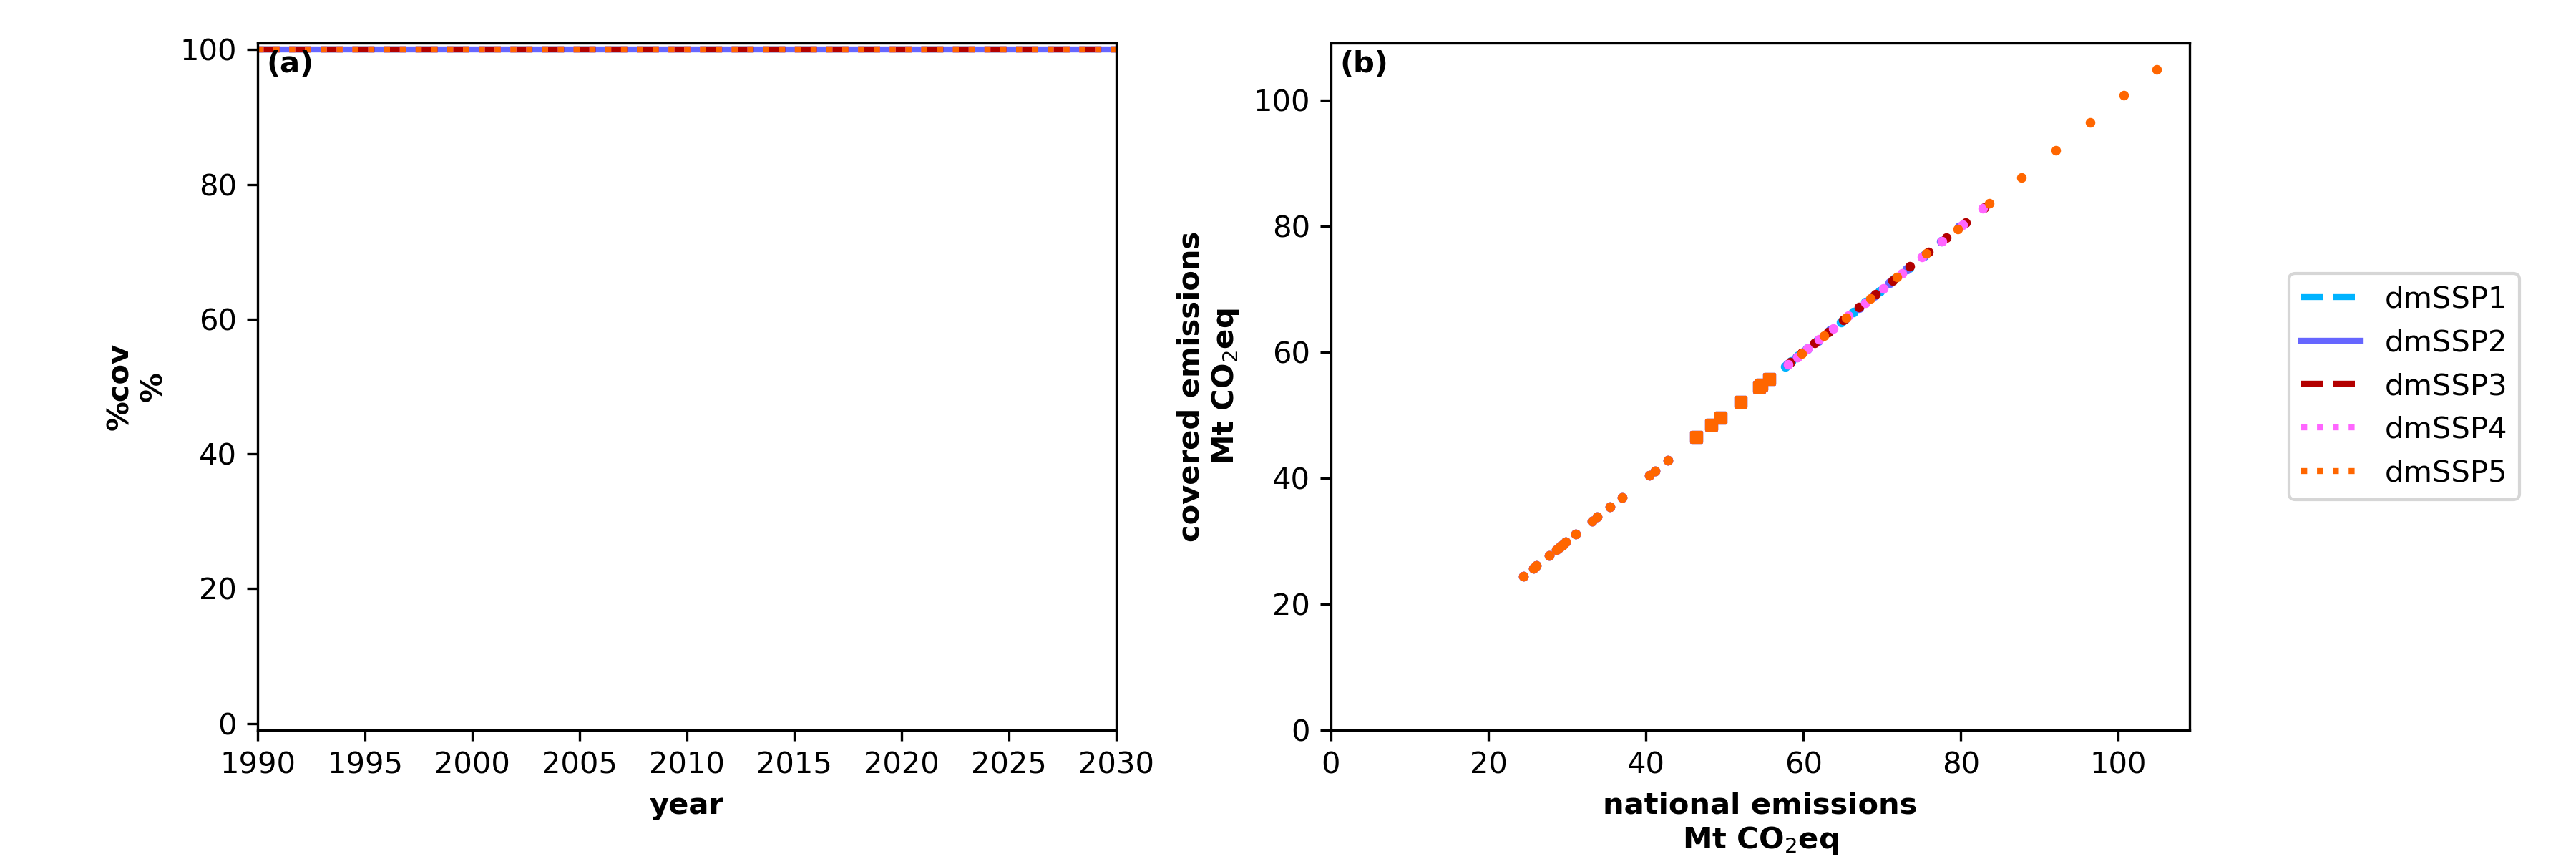 (a)
100
80
60
40
20
0
%cov
%
1990 1995 2000 2005 2010 2015 2020 2025 2030
year
(b)
100
80
60
40
20
0
covered emissions
Mt CO₂eq
0 20 40 60 80 100
national emissions
Mt CO₂eq
dmSSP1
dmSSP2
dmSSP3
dmSSP4
dmSSP5